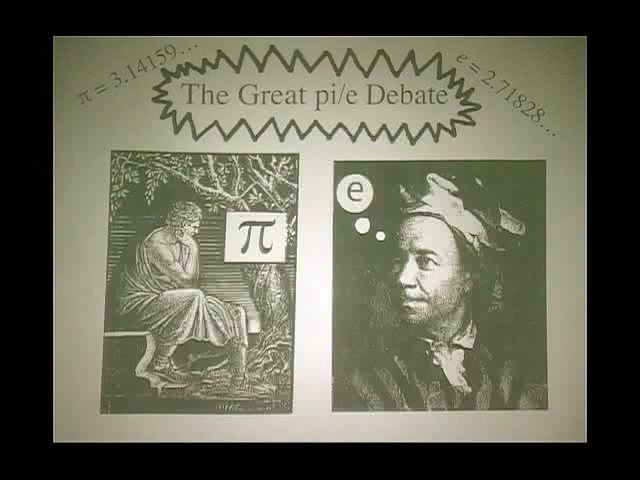 π = 3.14159...
e = 2.71828...
The Great pi/e Debate
π
e